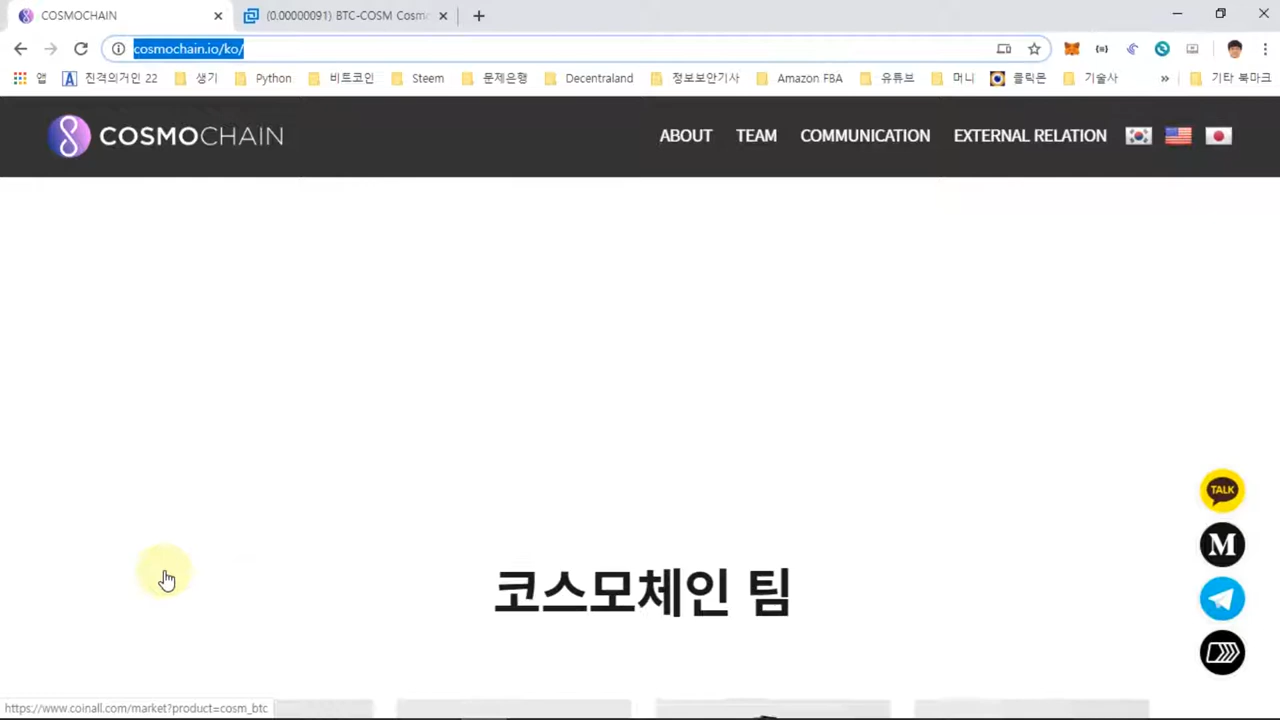 COSMOCHAIN
(0.00000091) BTC-COSM Cosmo
cosmochain.io/ko/
앱 진격의거인 22 생기 Python 비트코인 Steem 문제은행 Decentraland 정보보안기사 Amazon FBA 유튜브 머니 클릭몬 기술사 » 기타 북마크
COSMOCHAIN ABOUT TEAM COMMUNICATION EXTERNAL RELATION
TALK
M
코스모체인 팀
https://www.coinall.com/market?product=cosm_btc